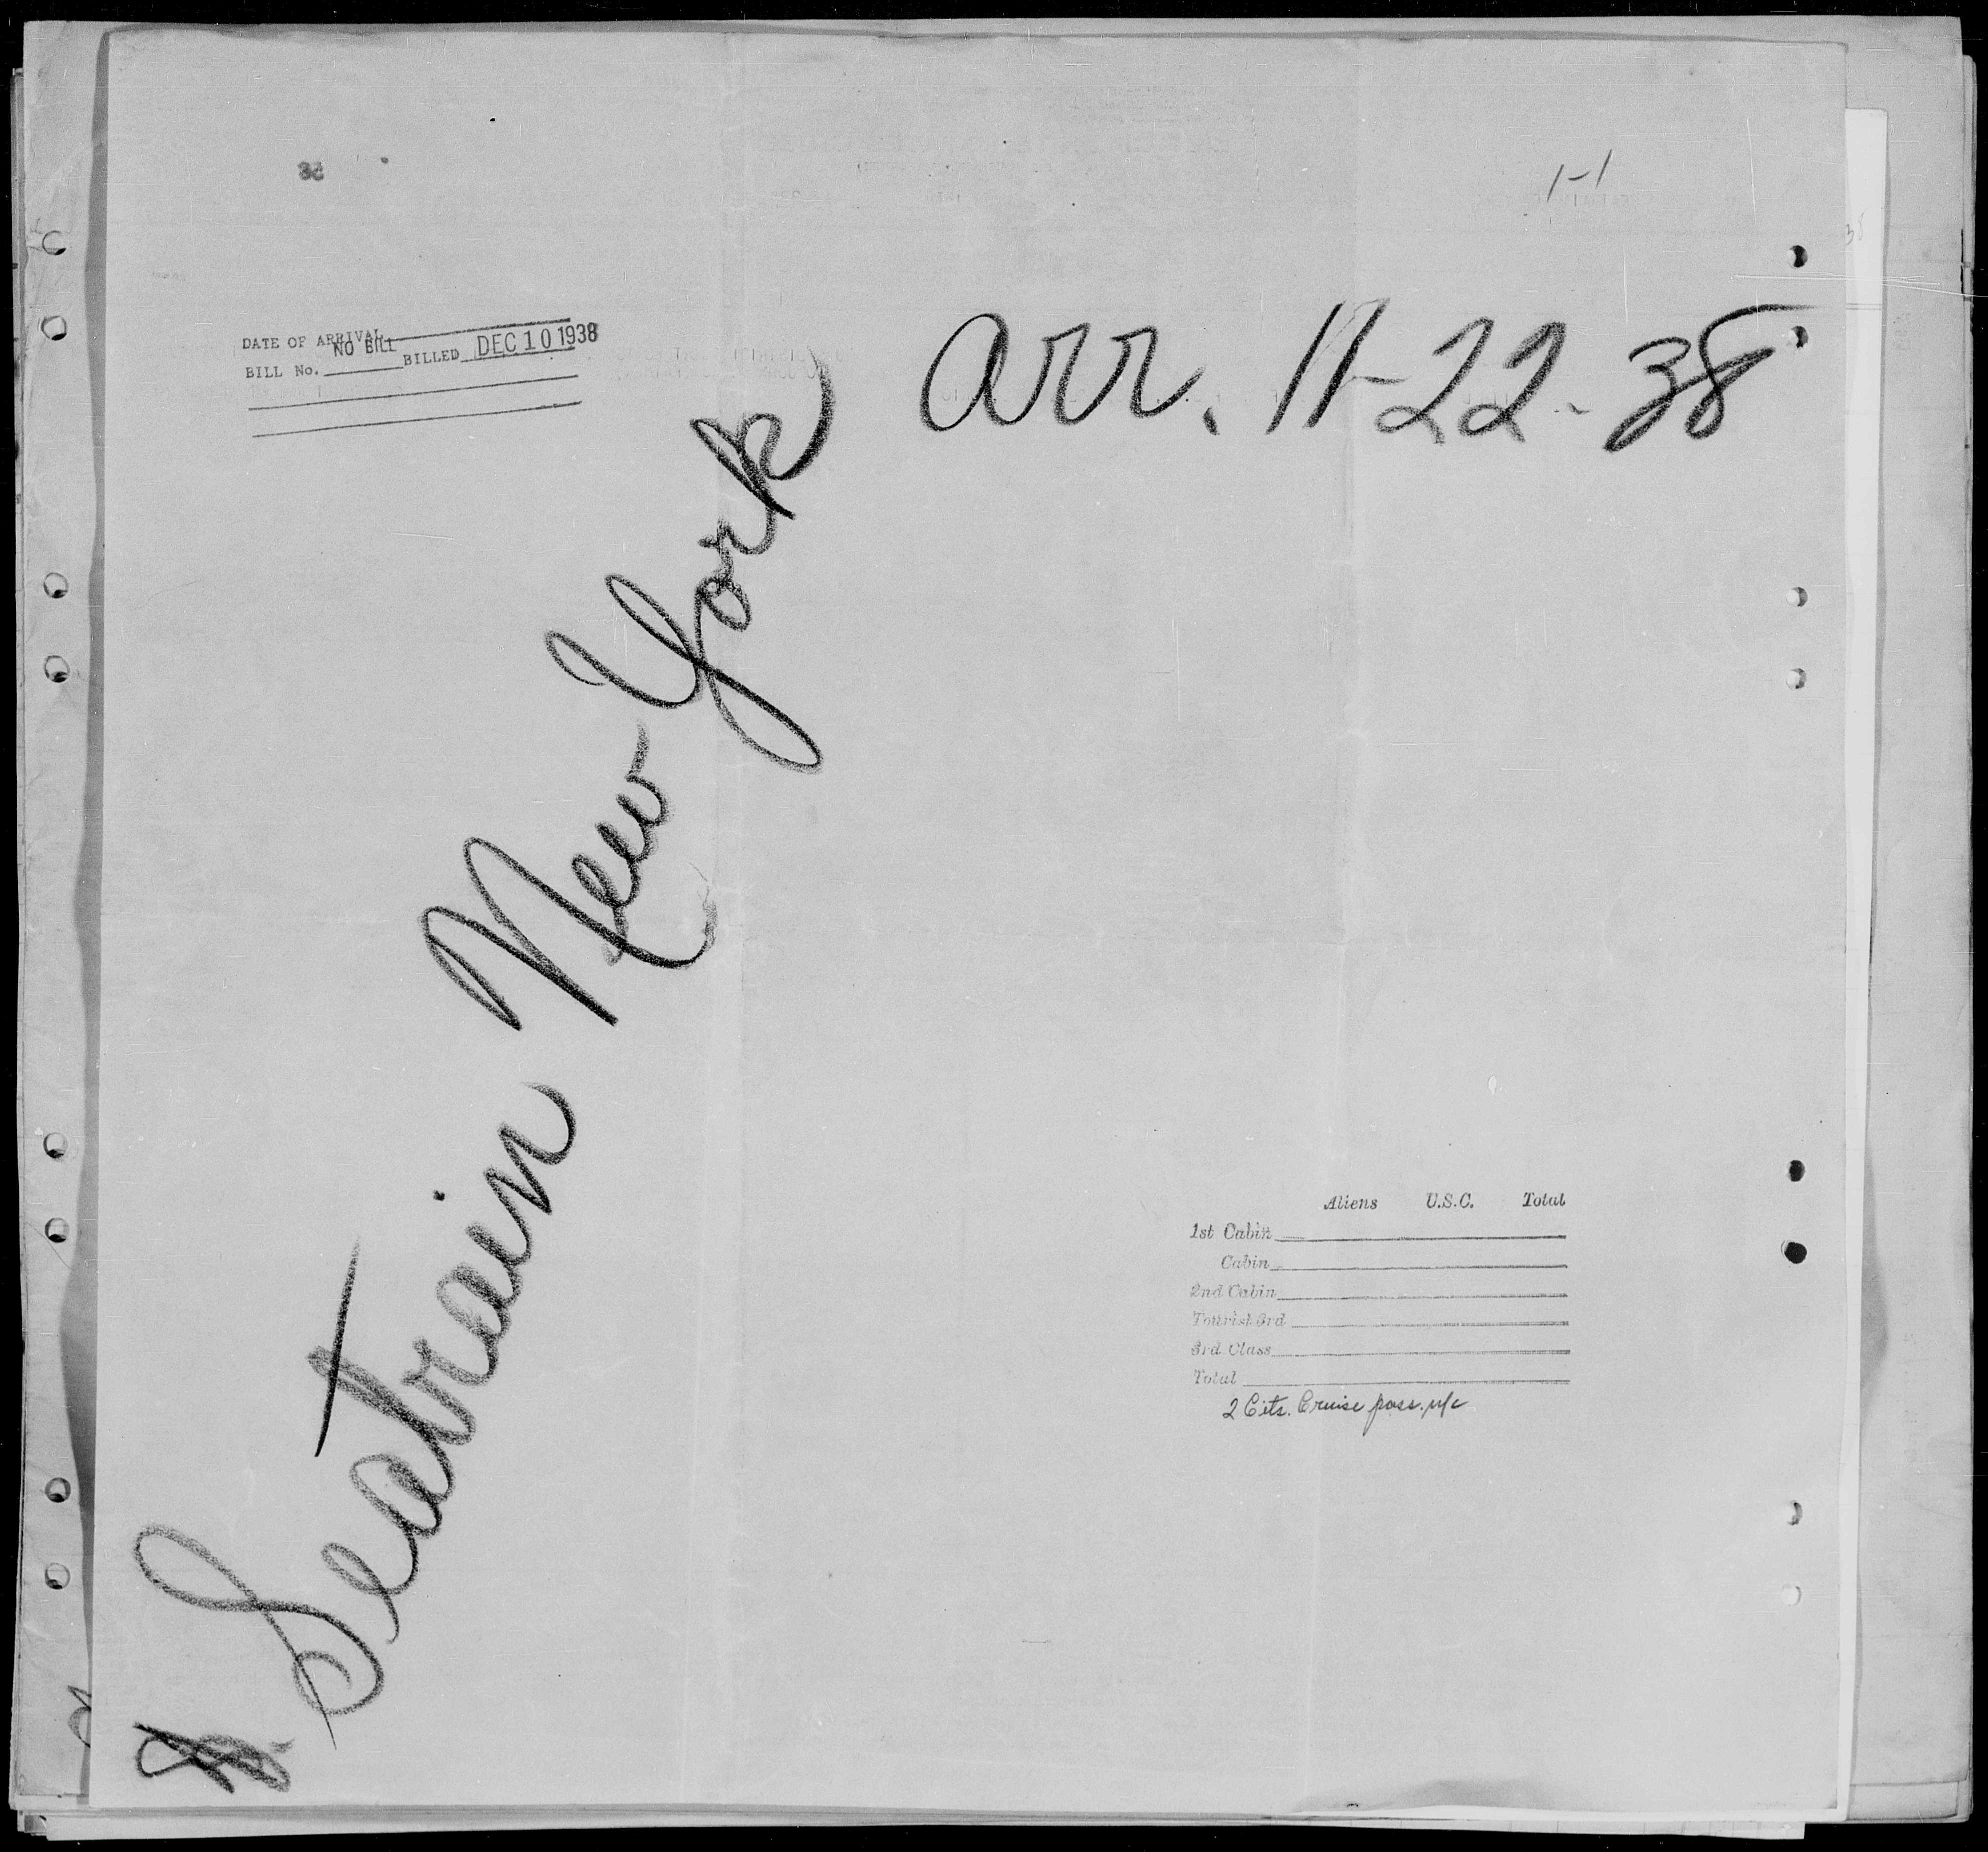 1-1
DATE OF ARRIVAL
NO BILL
BILL No. BILLED DEC 10 1938
arr. 11-22-38
Seatrain New York
Aliens U.S.C. Total
1st Cabin
Cabin
2nd Cabin
Tourist 3rd
3rd Class
Total
2 Cits. Cruise pass. n/c